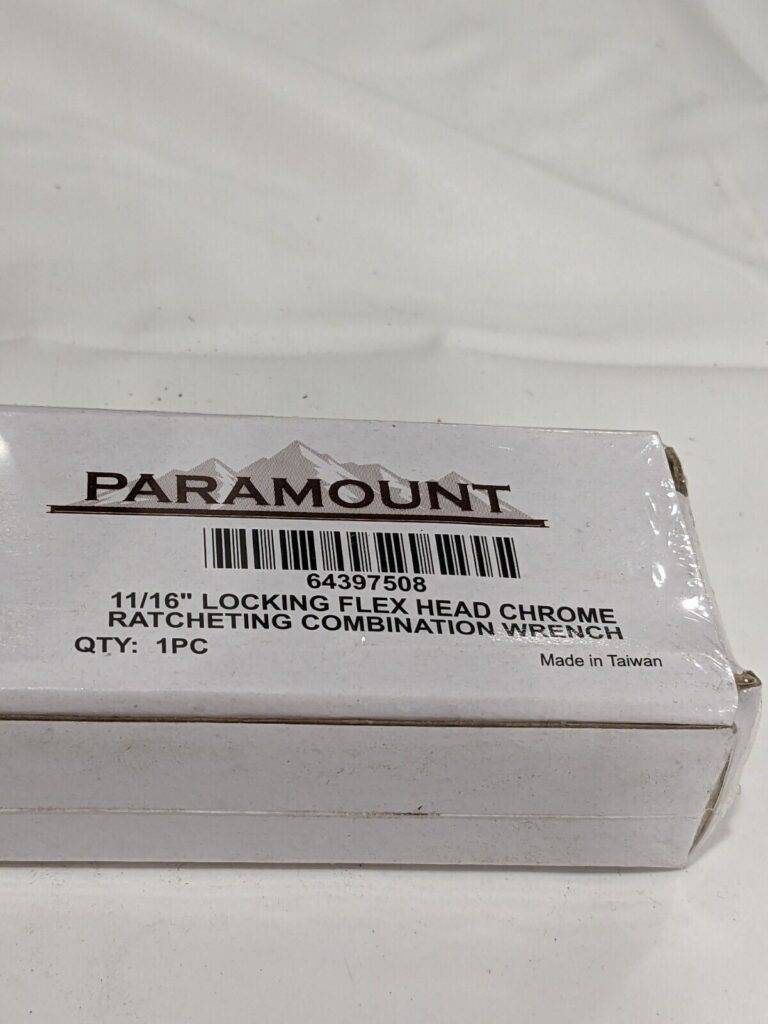 PARAMOUNT
64397508
11/16" LOCKING FLEX HEAD CHROME
RATCHETING COMBINATION WRENCH
QTY: 1PC
Made in Taiwan